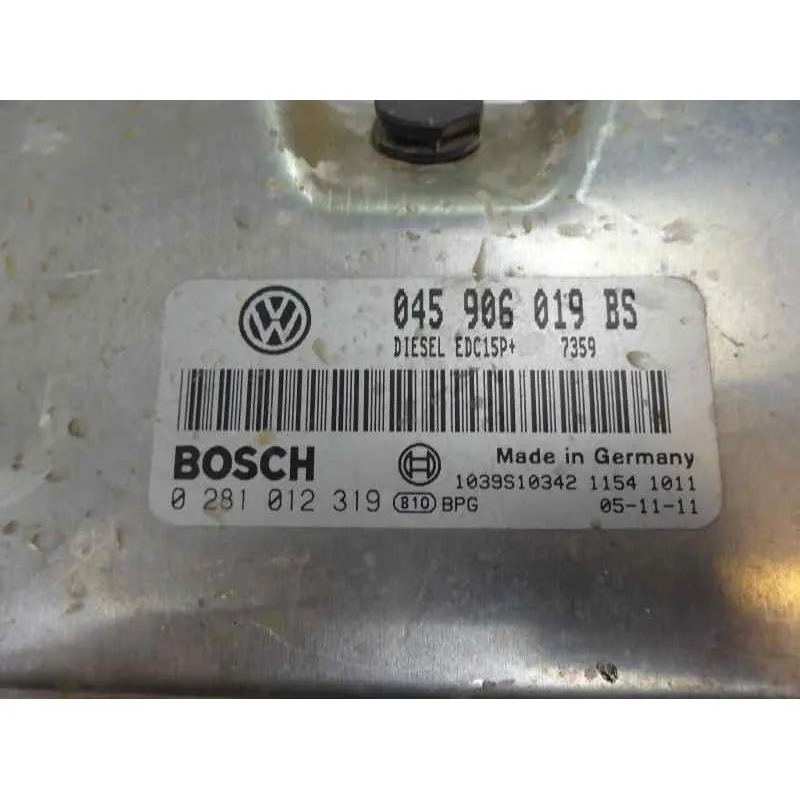 VW 045 906 019 BS
DIESEL EDC15P+ 7359
BOSCH Made in Germany
1039S10342 1154 1011
0 281 012 319 810 BPG 05-11-11